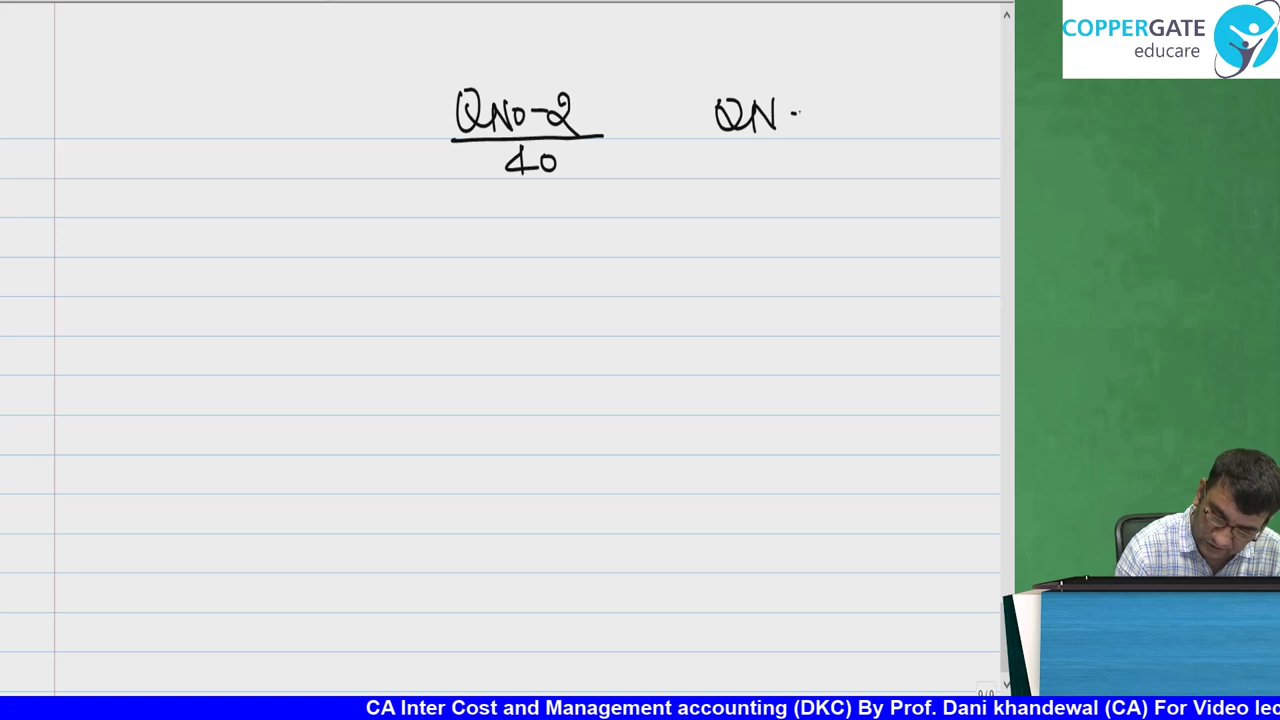 COPPERGATE
educare
QNo-2
40
QN -
CA Inter Cost and Management accounting (DKC) By Prof. Dani khandewal (CA) For Video lec